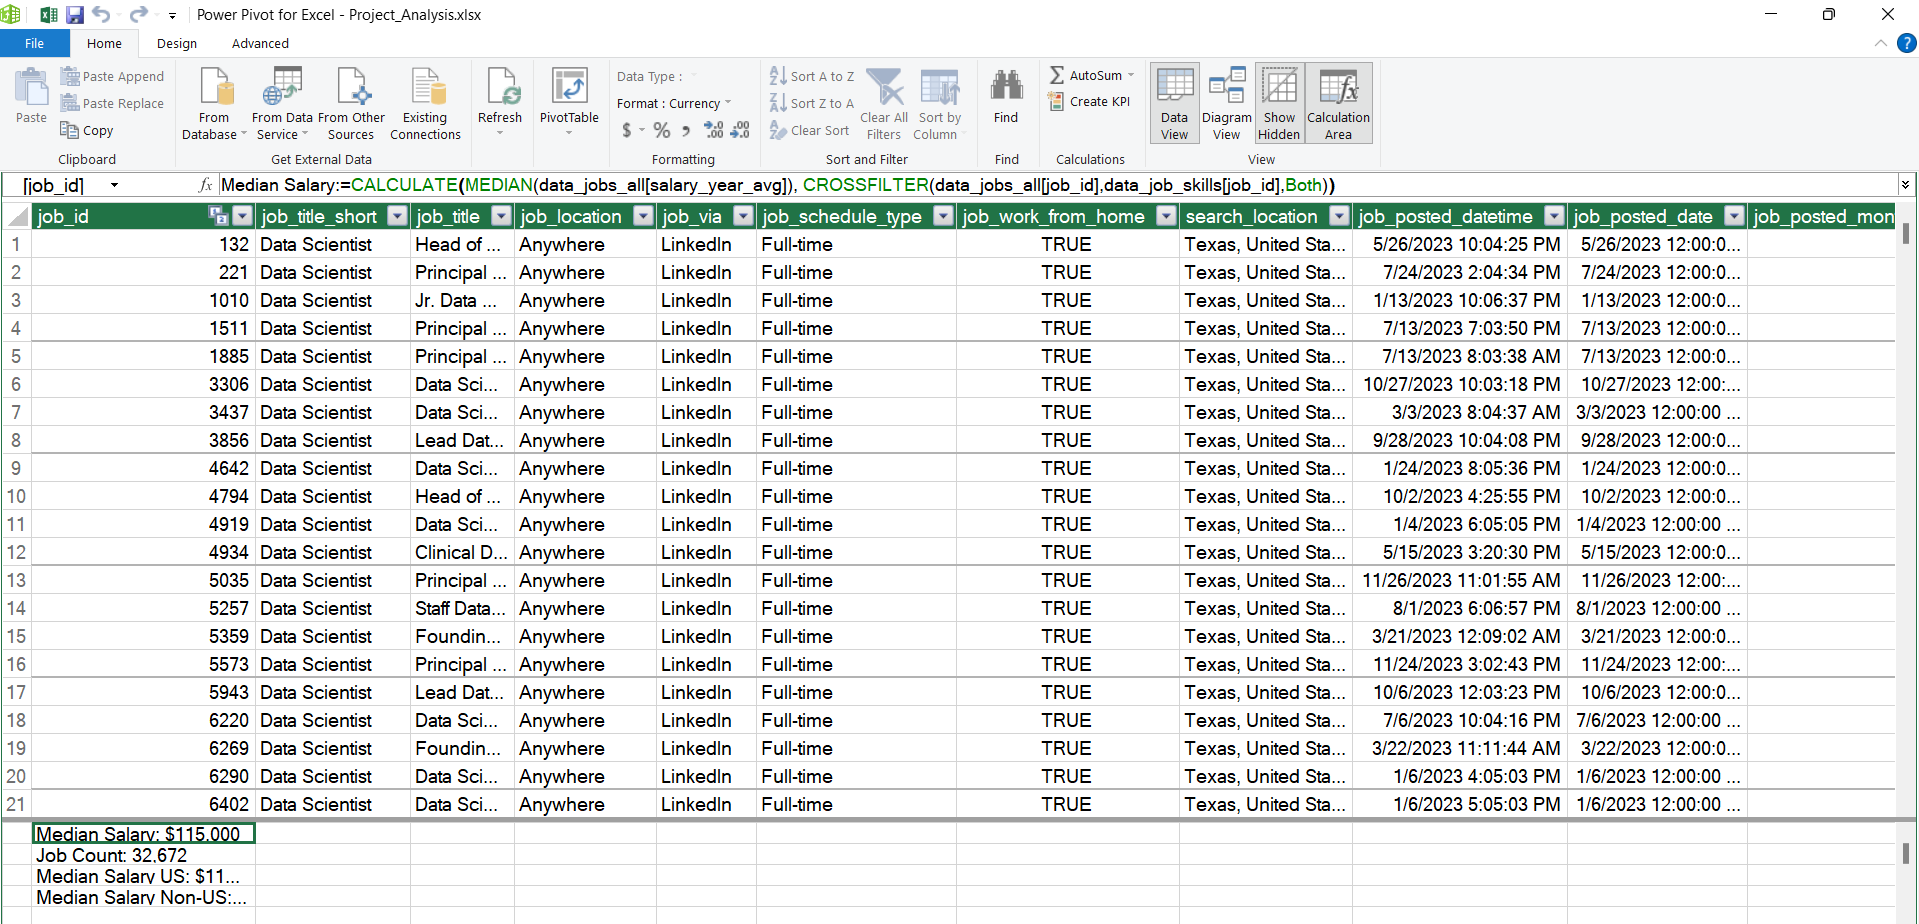 Power Pivot for Excel - Project_Analysis.xlsx
File Home Design Advanced
Paste
Paste Append
Paste Replace
Copy
Clipboard
From Database
From Data Service
From Other Sources
Existing Connections
Get External Data
Refresh
PivotTable
Data Type :
Format : Currency
$ % ,
Formatting
Sort A to Z
Sort Z to A
Clear Sort
Clear All Filters
Sort by Column
Sort and Filter
Find
Find
AutoSum
Create KPI
Calculations
Data View
Diagram View
Show Hidden
Calculation Area
View
[job_id] fx Median Salary:=CALCULATE(MEDIAN(data_jobs_all[salary_year_avg]), CROSSFILTER(data_jobs_all[job_id],data_job_skills[job_id],Both))
job_id job_title_short job_title job_location job_via job_schedule_type job_work_from_home search_location job_posted_datetime job_posted_date job_posted_mon
1 132 Data Scientist Head of ... Anywhere LinkedIn Full-time TRUE Texas, United Sta... 5/26/2023 10:04:25 PM 5/26/2023 12:00:0...
2 221 Data Scientist Principal ... Anywhere LinkedIn Full-time TRUE Texas, United Sta... 7/24/2023 2:04:34 PM 7/24/2023 12:00:0...
3 1010 Data Scientist Jr. Data ... Anywhere LinkedIn Full-time TRUE Texas, United Sta... 1/13/2023 10:06:37 PM 1/13/2023 12:00:0...
4 1511 Data Scientist Principal ... Anywhere LinkedIn Full-time TRUE Texas, United Sta... 7/13/2023 7:03:50 PM 7/13/2023 12:00:0...
5 1885 Data Scientist Principal ... Anywhere LinkedIn Full-time TRUE Texas, United Sta... 7/13/2023 8:03:38 AM 7/13/2023 12:00:0...
6 3306 Data Scientist Data Sci... Anywhere LinkedIn Full-time TRUE Texas, United Sta... 10/27/2023 10:03:18 PM 10/27/2023 12:00:...
7 3437 Data Scientist Data Sci... Anywhere LinkedIn Full-time TRUE Texas, United Sta... 3/3/2023 8:04:37 AM 3/3/2023 12:00:00 ...
8 3856 Data Scientist Lead Dat... Anywhere LinkedIn Full-time TRUE Texas, United Sta... 9/28/2023 10:04:08 PM 9/28/2023 12:00:0...
9 4642 Data Scientist Data Sci... Anywhere LinkedIn Full-time TRUE Texas, United Sta... 1/24/2023 8:05:36 PM 1/24/2023 12:00:0...
10 4794 Data Scientist Head of ... Anywhere LinkedIn Full-time TRUE Texas, United Sta... 10/2/2023 4:25:55 PM 10/2/2023 12:00:0...
11 4919 Data Scientist Data Sci... Anywhere LinkedIn Full-time TRUE Texas, United Sta... 1/4/2023 6:05:05 PM 1/4/2023 12:00:00 ...
12 4934 Data Scientist Clinical D... Anywhere LinkedIn Full-time TRUE Texas, United Sta... 5/15/2023 3:20:30 PM 5/15/2023 12:00:0...
13 5035 Data Scientist Principal ... Anywhere LinkedIn Full-time TRUE Texas, United Sta... 11/26/2023 11:01:55 AM 11/26/2023 12:00:...
14 5257 Data Scientist Staff Data... Anywhere LinkedIn Full-time TRUE Texas, United Sta... 8/1/2023 6:06:57 PM 8/1/2023 12:00:00 ...
15 5359 Data Scientist Foundin... Anywhere LinkedIn Full-time TRUE Texas, United Sta... 3/21/2023 12:09:02 AM 3/21/2023 12:00:0...
16 5573 Data Scientist Principal ... Anywhere LinkedIn Full-time TRUE Texas, United Sta... 11/24/2023 3:02:43 PM 11/24/2023 12:00:...
17 5943 Data Scientist Lead Dat... Anywhere LinkedIn Full-time TRUE Texas, United Sta... 10/6/2023 12:03:23 PM 10/6/2023 12:00:0...
18 6220 Data Scientist Data Sci... Anywhere LinkedIn Full-time TRUE Texas, United Sta... 7/6/2023 10:04:16 PM 7/6/2023 12:00:00 ...
19 6269 Data Scientist Foundin... Anywhere LinkedIn Full-time TRUE Texas, United Sta... 3/22/2023 11:11:44 AM 3/22/2023 12:00:0...
20 6290 Data Scientist Data Sci... Anywhere LinkedIn Full-time TRUE Texas, United Sta... 1/6/2023 4:05:03 PM 1/6/2023 12:00:00 ...
21 6402 Data Scientist Data Sci... Anywhere LinkedIn Full-time TRUE Texas, United Sta... 1/6/2023 5:05:03 PM 1/6/2023 12:00:00 ...
Median Salary: $115,000
Job Count: 32,672
Median Salary US: $11...
Median Salary Non-US:...